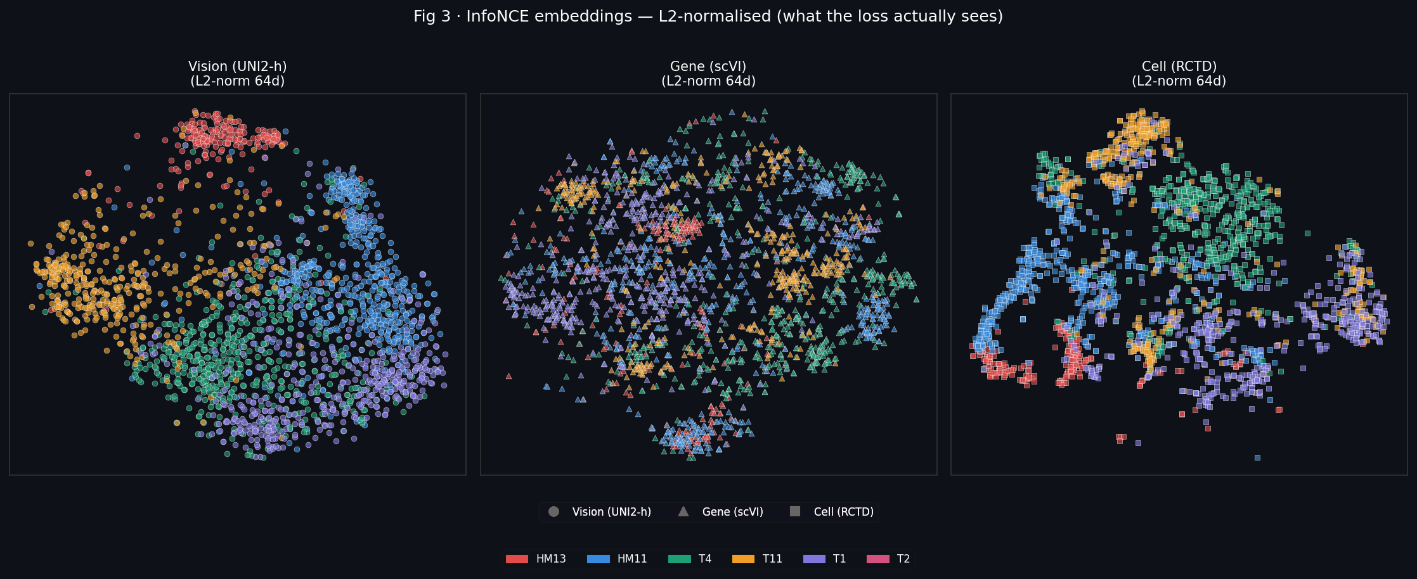 Fig 3 · InfoNCE embeddings — L2-normalised (what the loss actually sees)
Vision (UNI2-h)
(L2-norm 64d)
Gene (scVI)
(L2-norm 64d)
Cell (RCTD)
(L2-norm 64d)
Vision (UNI2-h) Gene (scVI) Cell (RCTD)
HM13 HM11 T4 T11 T1 T2